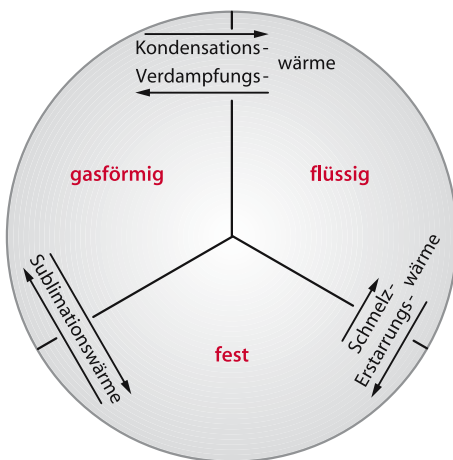 Kondensations-
Verdampfungs-
wärme
gasförmig
flüssig
Sublimationswärme
Schmelz-
Erstarrungs-
wärme
fest